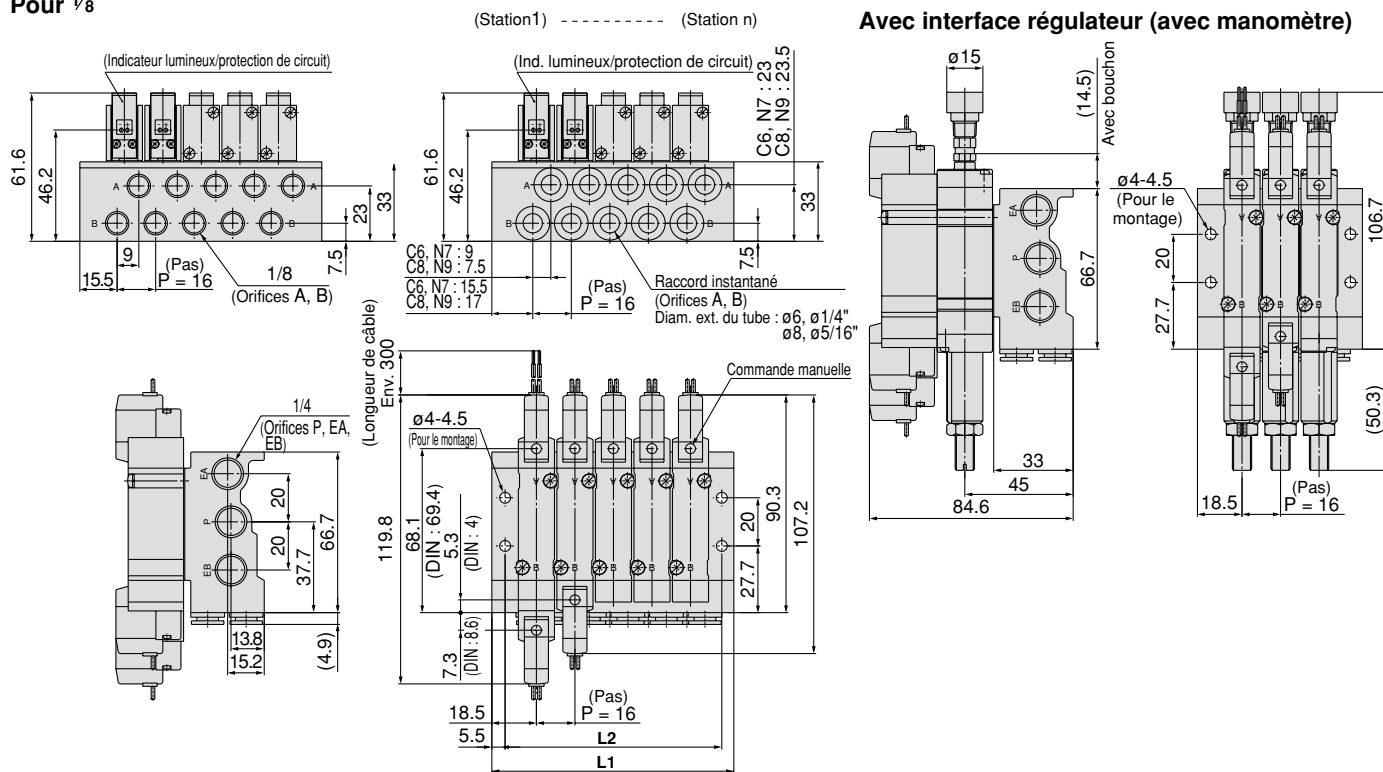 Pour 1/8
(Station1) ---------- (Station n)
Avec interface régulateur (avec manomètre)
(Indicateur lumineux/protection de circuit)
61.6
46.2
A
A
B
B
33
23
7.5
9
15.5
(Pas)
P = 16
1/8
(Orifices A, B)
(Ind. lumineux/protection de circuit)
C6, N7 : 23
C8, N9 : 23.5
61.6
46.2
A
A
B
B
33
7.5
C6, N7 : 9
C8, N9 : 7.5
C6, N7 : 15.5
C8, N9 : 17
(Pas)
P = 16
Raccord instantané
(Orifices A, B)
Diam. ext. du tube : ø6, ø1/4"
ø8, ø5/16"
ø15
(14.5)
Avec bouchon
EA
P
EB
66.7
33
45
84.6
ø4-4.5
(Pour le
montage)
20
27.7
V
V
V
B
B
B
106.7
(50.3)
18.5
(Pas)
P = 16
1/4
(Orifices P, EA,
EB)
EA
P
EB
20
20
37.7
66.7
13.8
15.2
(4.9)
(Longueur de câble)
Env. 300
Commande manuelle
ø4-4.5
(Pour le montage)
119.8
68.1
(DIN : 69.4)
5.3
(DIN : 4)
7.3
(DIN : 8.6)
V
V
V
V
V
B
B
B
B
B
20
27.7
90.3
107.2
18.5
(Pas)
P = 16
5.5
L2
L1